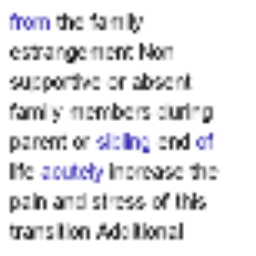 from the family
estrangement Non
supportive or absent
family members during
parent or sibling end of
life acutely increase the
pain and stress of this
transition Additional